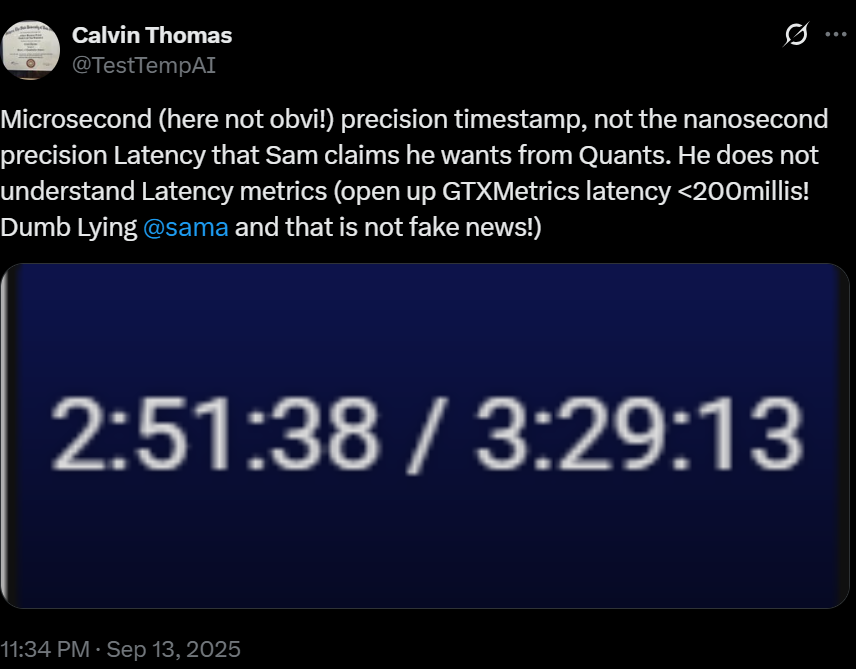 Calvin Thomas
@TestTempAI
Microsecond (here not obvi!) precision timestamp, not the nanosecond
precision Latency that Sam claims he wants from Quants. He does not
understand Latency metrics (open up GTXMetrics latency <200millis!
Dumb Lying @sama and that is not fake news!)
2:51:38 / 3:29:13
11:34 PM · Sep 13, 2025